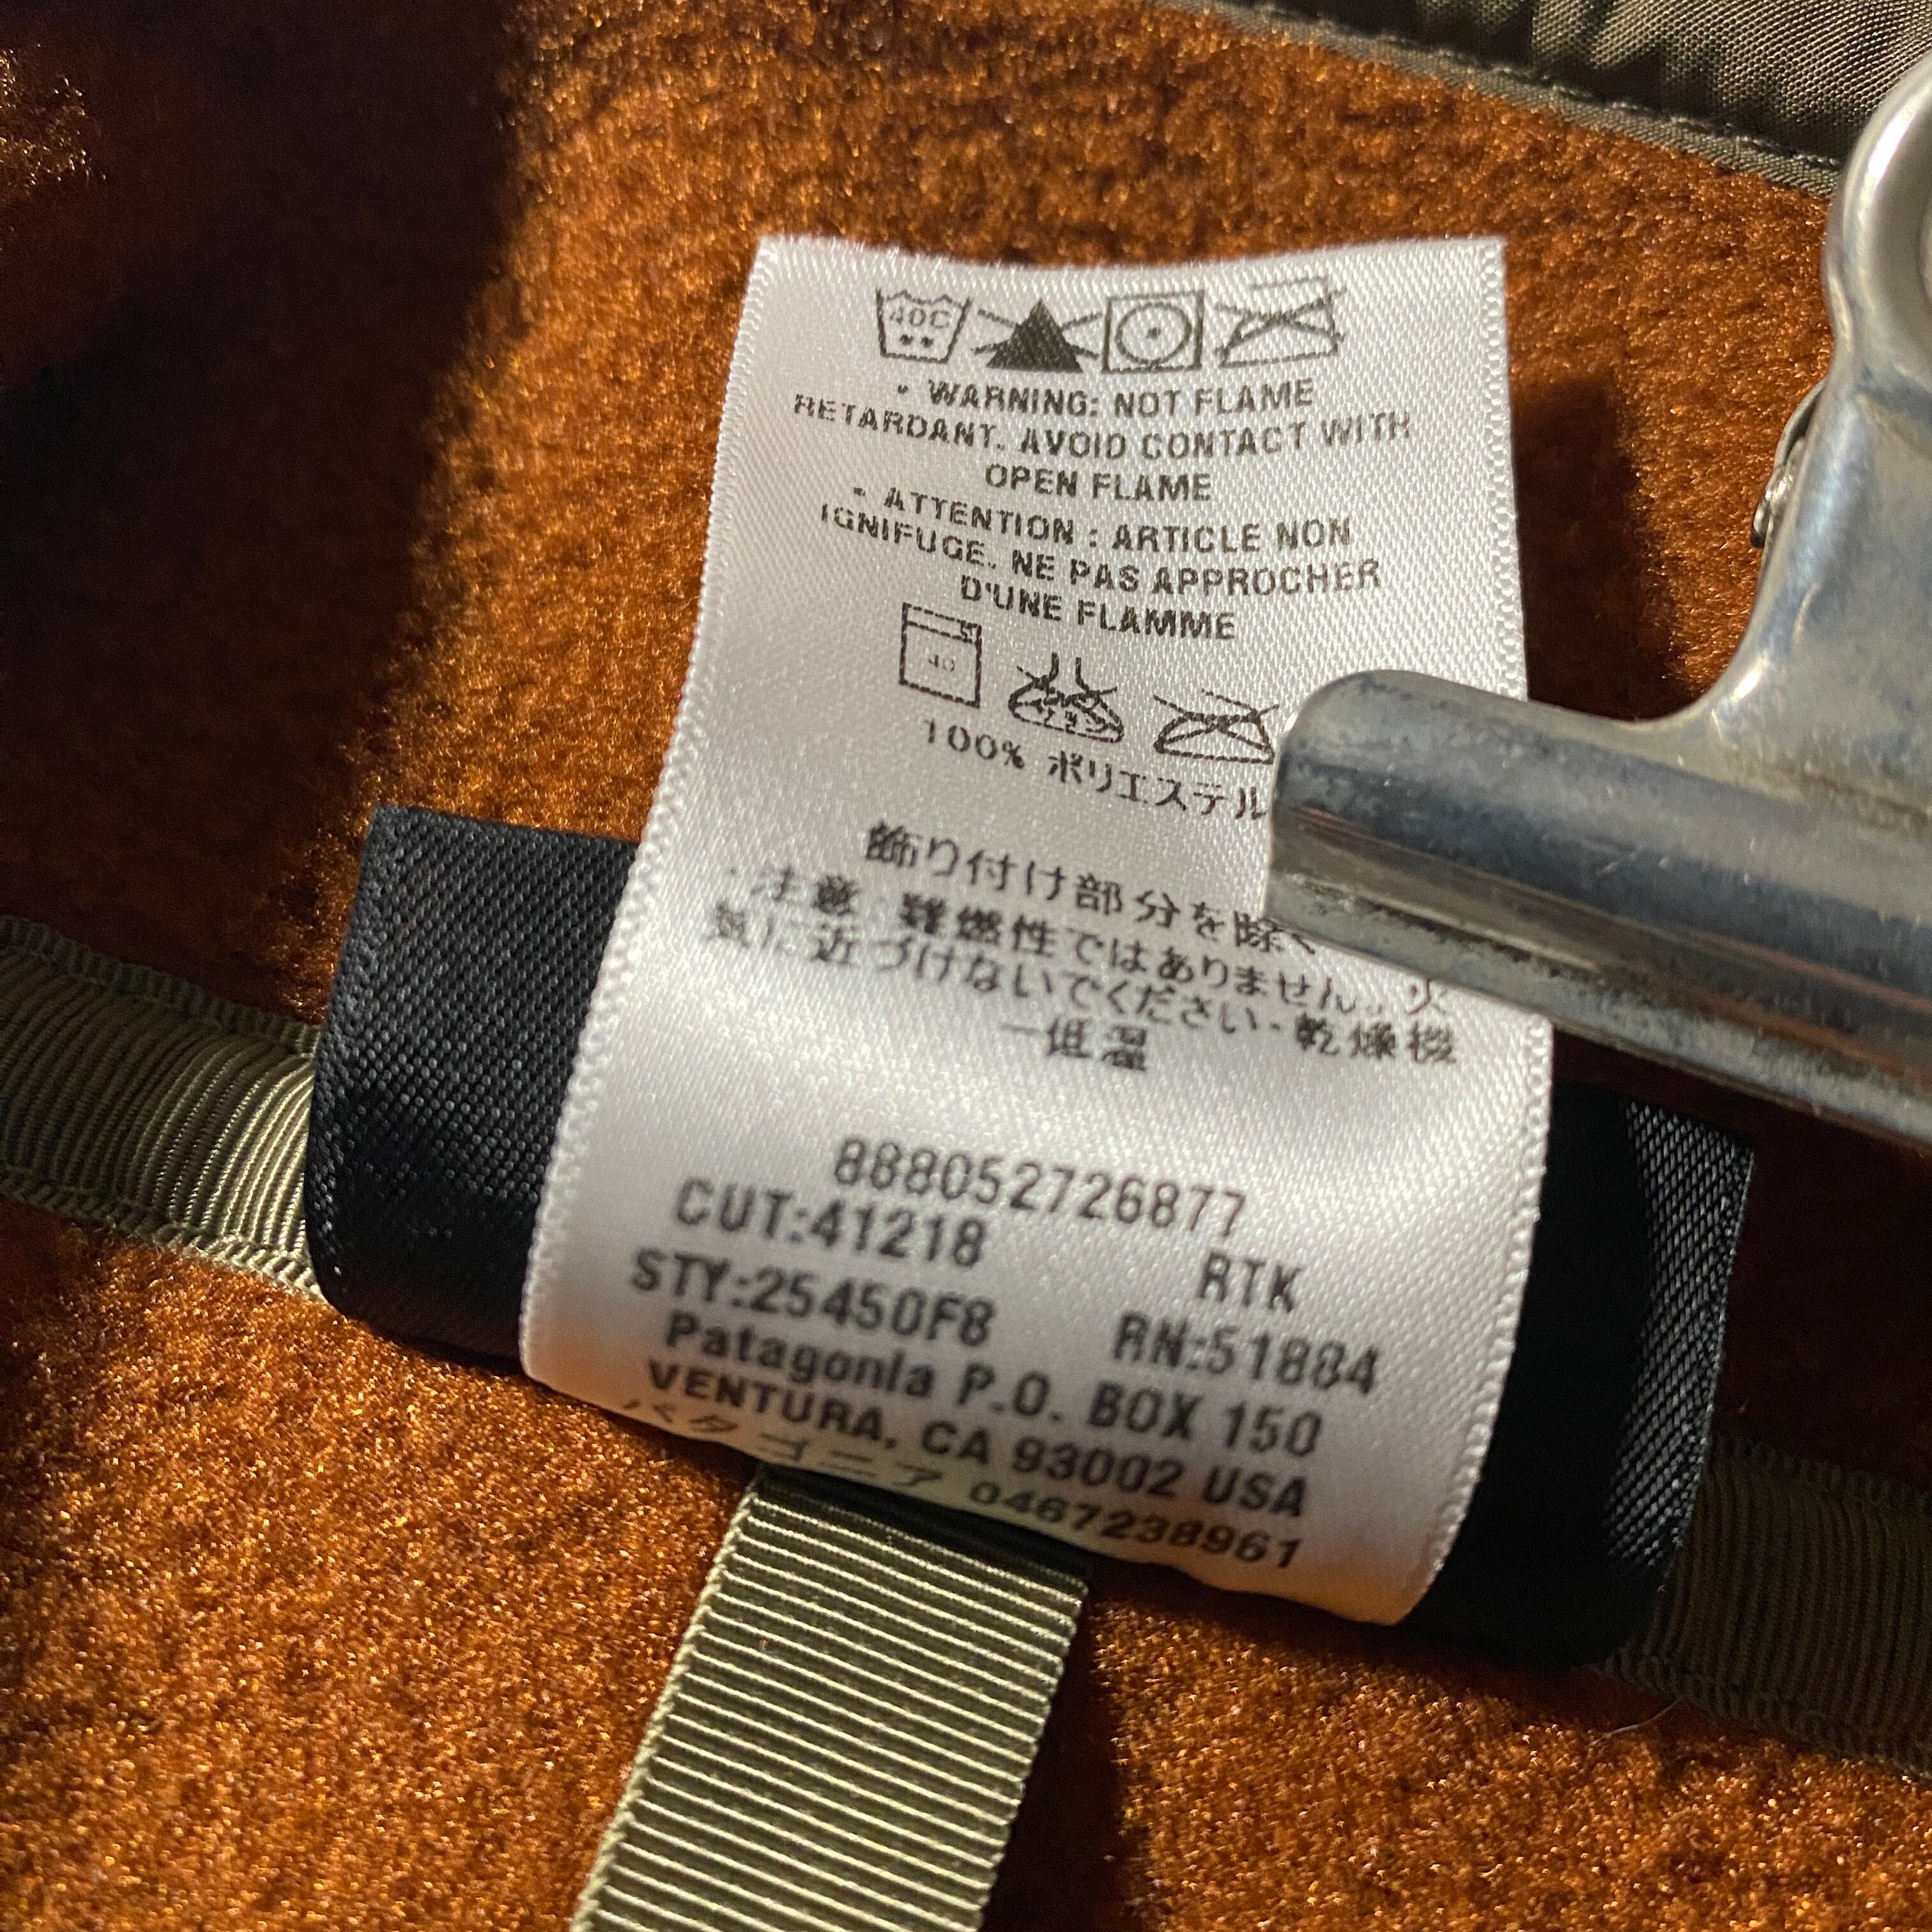 40C
• WARNING: NOT FLAME
RETARDANT. AVOID CONTACT WITH
OPEN FLAME
• ATTENTION : ARTICLE NON
IGNIFUGE. NE PAS APPROCHER
D'UNE FLAMME
40
100% ポリエステル
飾り付け部分を除く
・注意 難燃性ではありません。火
気に近づけないでください・乾燥機
ー低温
888052726877
CUT:41218 RTK
STY:25450F8 RN:51884
Patagonia P.O. BOX 150
VENTURA, CA 93002 USA
パタゴニア 0467238961